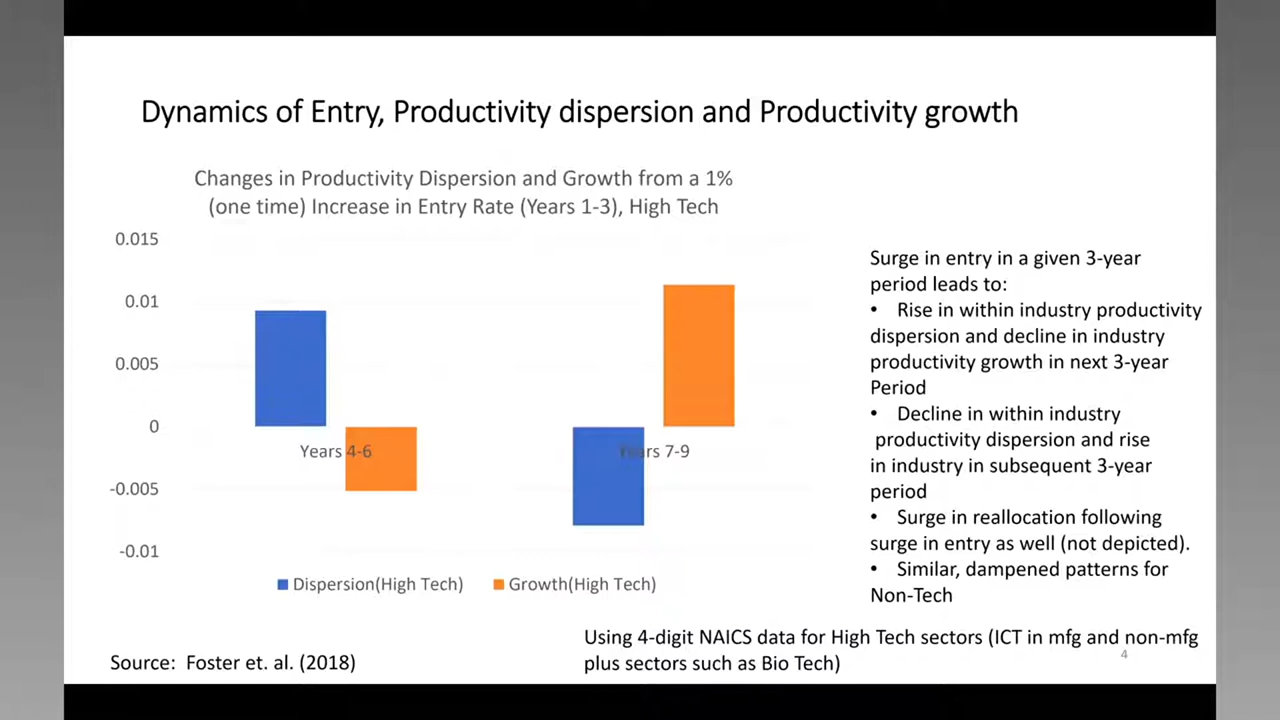 Dynamics of Entry, Productivity dispersion and Productivity growth
Changes in Productivity Dispersion and Growth from a 1%
(one time) Increase in Entry Rate (Years 1-3), High Tech
0.015
0.01
0.005
0
-0.005
-0.01
Years 4-6
Years 7-9
Dispersion(High Tech)
Growth(High Tech)
Surge in entry in a given 3-year
period leads to:
• Rise in within industry productivity
dispersion and decline in industry
productivity growth in next 3-year
Period
• Decline in within industry
productivity dispersion and rise
in industry in subsequent 3-year
period
• Surge in reallocation following
surge in entry as well (not depicted).
• Similar, dampened patterns for
Non-Tech
Using 4-digit NAICS data for High Tech sectors (ICT in mfg and non-mfg
plus sectors such as Bio Tech)
4
Source: Foster et. al. (2018)